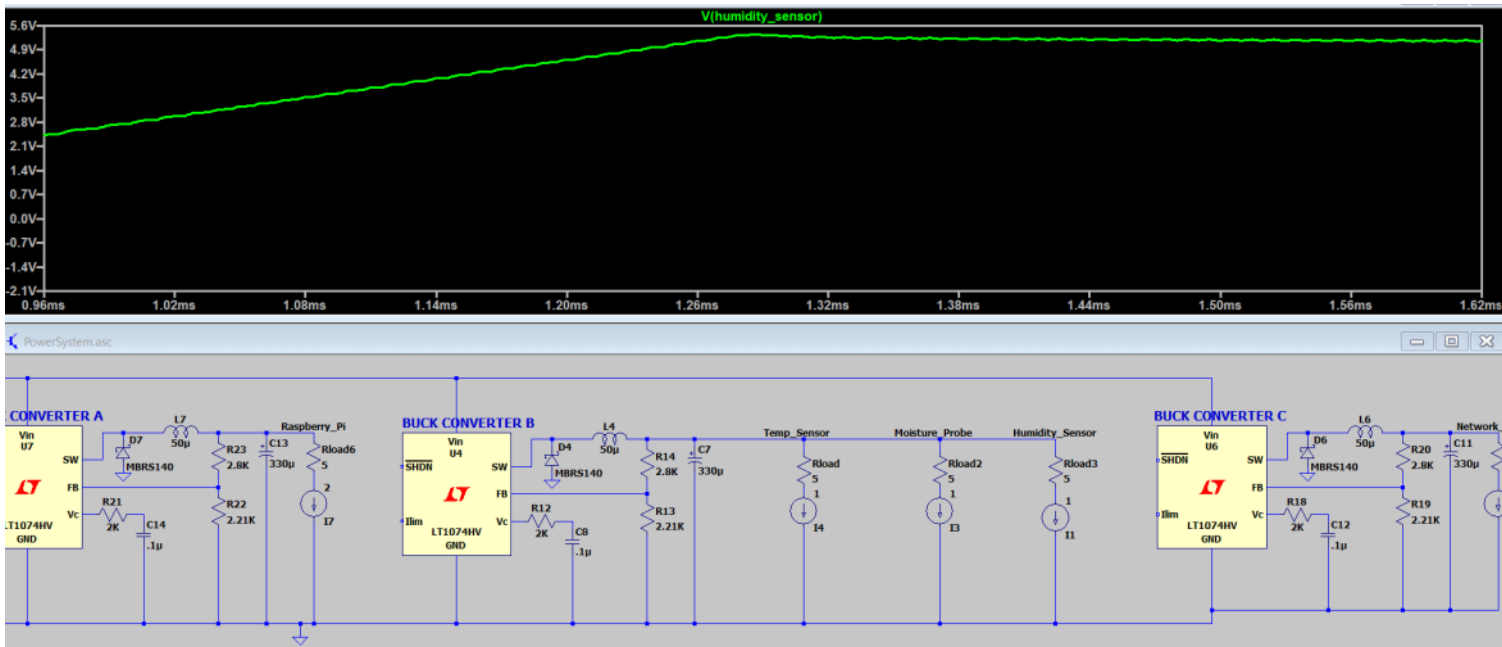 V(humidity_sensor)
5.6V
4.9V
4.2V
3.5V
2.8V
2.1V
1.4V
0.7V
0.0V
-0.7V
-1.4V
-2.1V
0.96ms 1.02ms 1.08ms 1.14ms 1.20ms 1.26ms 1.32ms 1.38ms 1.44ms 1.50ms 1.56ms 1.62ms
PowerSystem.asc
CONVERTER A
Vin
U7
SW
FB
Vc
LT1074HV
GND
D7
MBRS140
L7
50µ
R23
2.8K
R22
2.21K
R21
2K
C14
.1µ
C13
330µ
Raspberry_Pi
Rload6
5
2
I7
BUCK CONVERTER B
Vin
U4
SHDN
SW
FB
Ilim
Vc
LT1074HV
GND
D4
MBRS140
L4
50µ
R14
2.8K
R13
2.21K
R12
2K
C8
.1µ
C7
330µ
Temp_Sensor
Rload
5
1
I4
Moisture_Probe
Rload2
5
1
I3
Humidity_Sensor
Rload3
5
1
I1
BUCK CONVERTER C
Vin
U6
SHDN
SW
FB
Ilim
Vc
LT1074HV
GND
D6
MBRS140
L6
50µ
R20
2.8K
R19
2.21K
R18
2K
C12
.1µ
C11
330µ
Network_